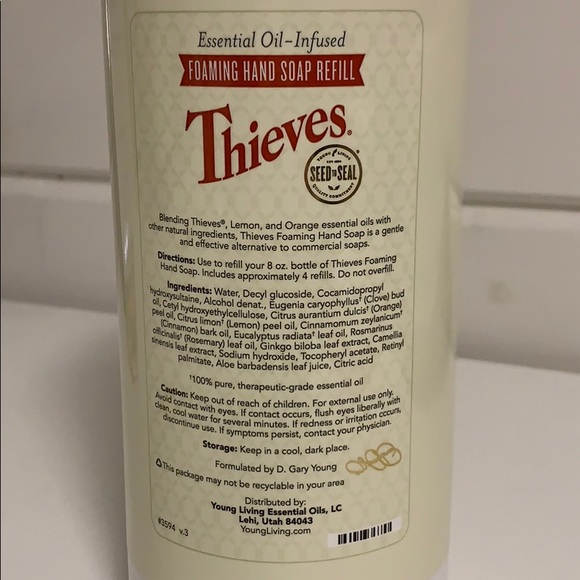 Essential Oil-Infused
FOAMING HAND SOAP REFILL
Thieves®
YOUNG LIVING
SEED TO SEAL®
QUALITY COMMITMENT
Blending Thieves®, Lemon, and Orange essential oils with
other natural ingredients, Thieves Foaming Hand Soap is a gentle
and effective alternative to commercial soaps.
Directions: Use to refill your 8 oz. bottle of Thieves Foaming
Hand Soap. Includes approximately 4 refills. Do not overfill.
Ingredients: Water, Decyl glucoside, Cocamidopropyl
hydroxysultaine, Alcohol denat., Eugenia caryophyllus† (Clove) bud
oil, Cetyl hydroxyethylcellulose, Citrus aurantium dulcis† (Orange)
peel oil, Citrus limon† (Lemon) peel oil, Cinnamomum zeylanicum†
(Cinnamon) bark oil, Eucalyptus radiata† leaf oil, Rosmarinus
officinalis† (Rosemary) leaf oil, Ginkgo biloba leaf extract, Camellia
sinensis leaf extract, Sodium hydroxide, Tocopheryl acetate, Retinyl
palmitate, Aloe barbadensis leaf juice, Citric acid
†100% pure, therapeutic-grade essential oil
Caution: Keep out of reach of children. For external use only.
Avoid contact with eyes. If contact occurs, flush eyes liberally with
clean, cool water for several minutes. If redness or irritation occurs,
discontinue use. If symptoms persist, contact your physician.
Storage: Keep in a cool, dark place.
Formulated by D. Gary Young
This package may not be recyclable in your area
Distributed by:
Young Living Essential Oils, LC
Lehi, Utah 84043
YoungLiving.com
#3594 v.3